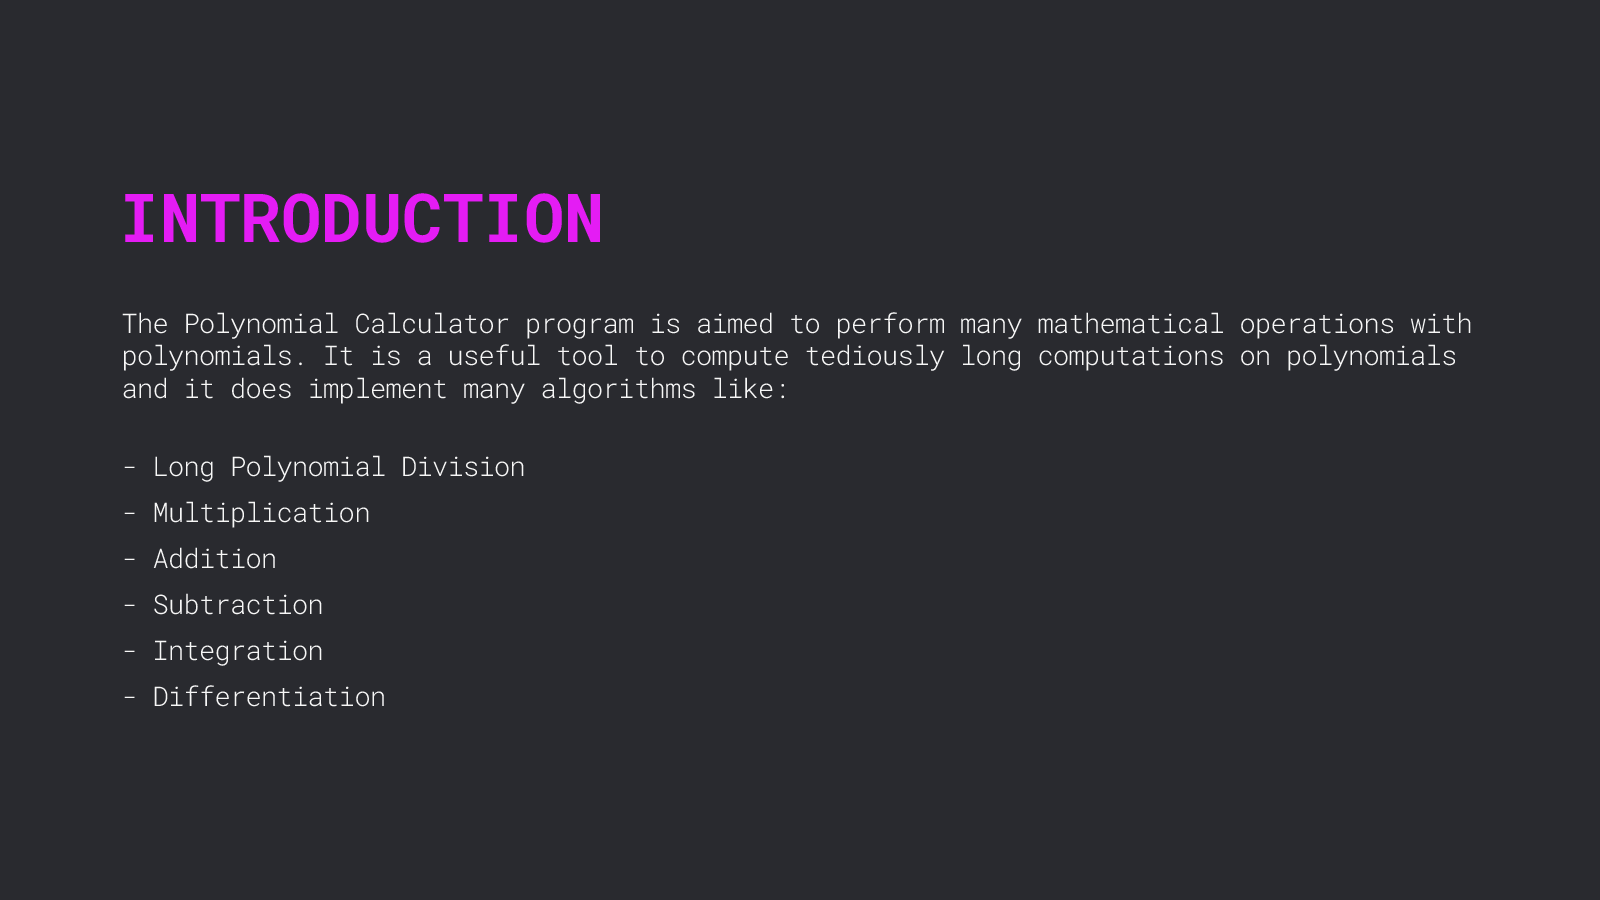 INTRODUCTION
The Polynomial Calculator program is aimed to perform many mathematical operations with
polynomials. It is a useful tool to compute tediously long computations on polynomials
and it does implement many algorithms like:
- Long Polynomial Division
- Multiplication
- Addition
- Subtraction
- Integration
- Differentiation